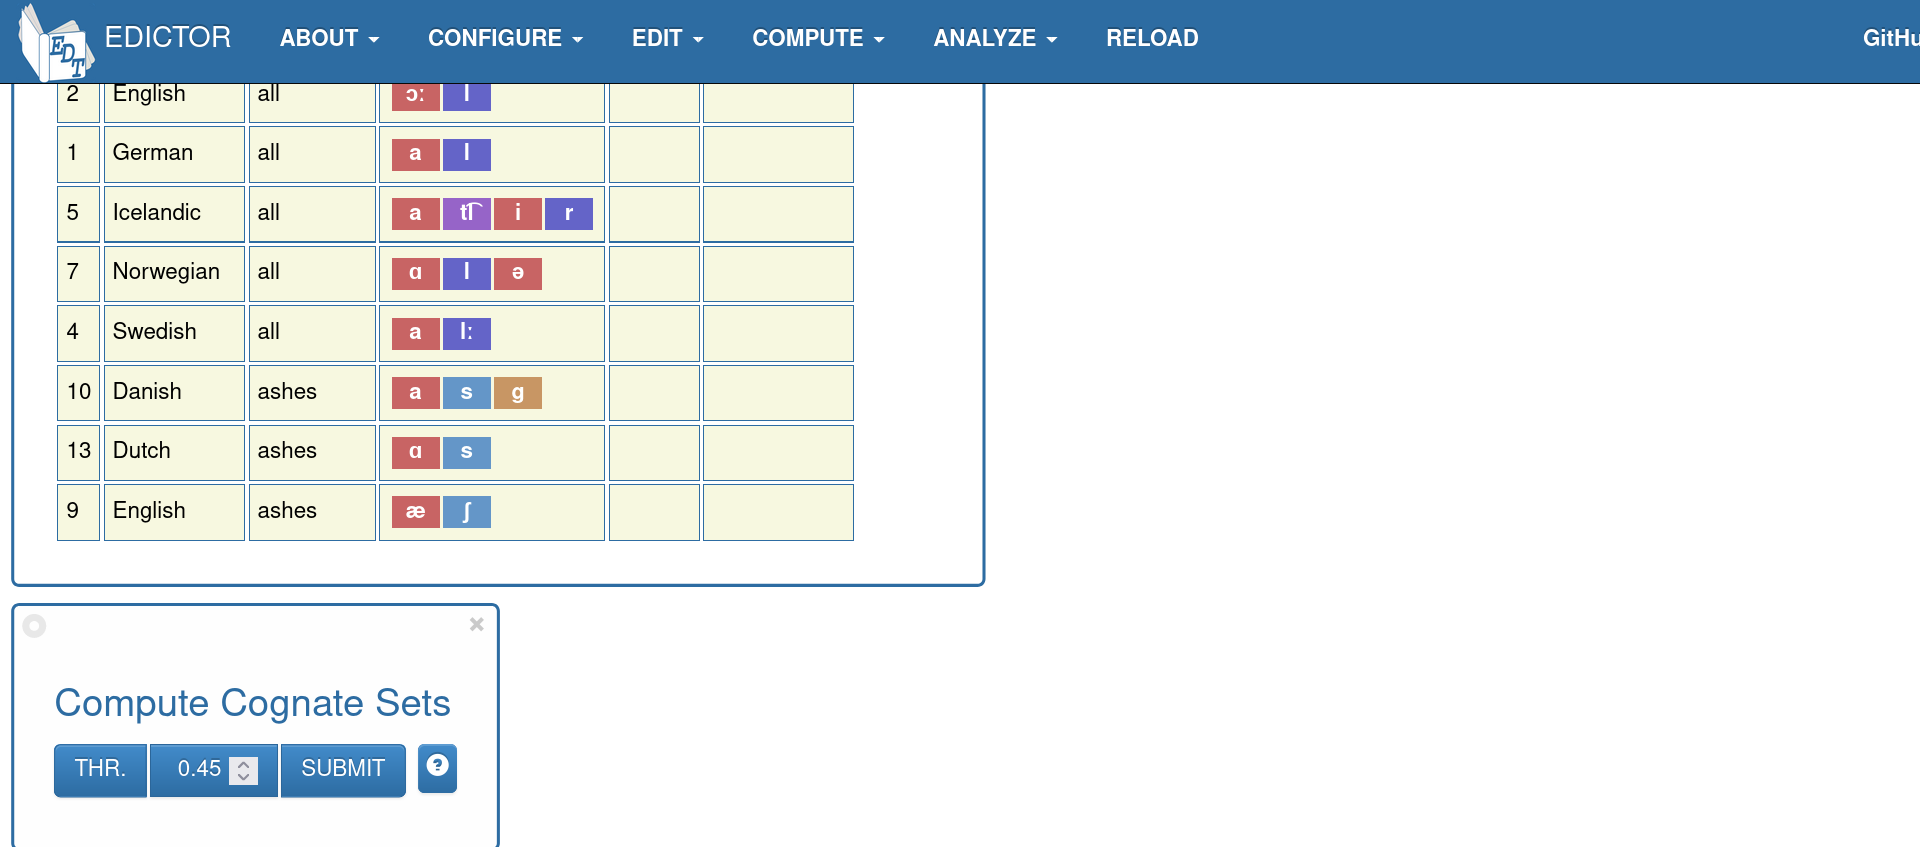 EDT EDICTOR ABOUT CONFIGURE EDIT COMPUTE ANALYZE RELOAD GitHu
2 English all ɔː l
1 German all a l
5 Icelandic all a tl͡ i r
7 Norwegian all ɑ l ə
4 Swedish all a lː
10 Danish ashes a s g
13 Dutch ashes ɑ s
9 English ashes æ ʃ
Compute Cognate Sets
THR. 0.45 SUBMIT ?